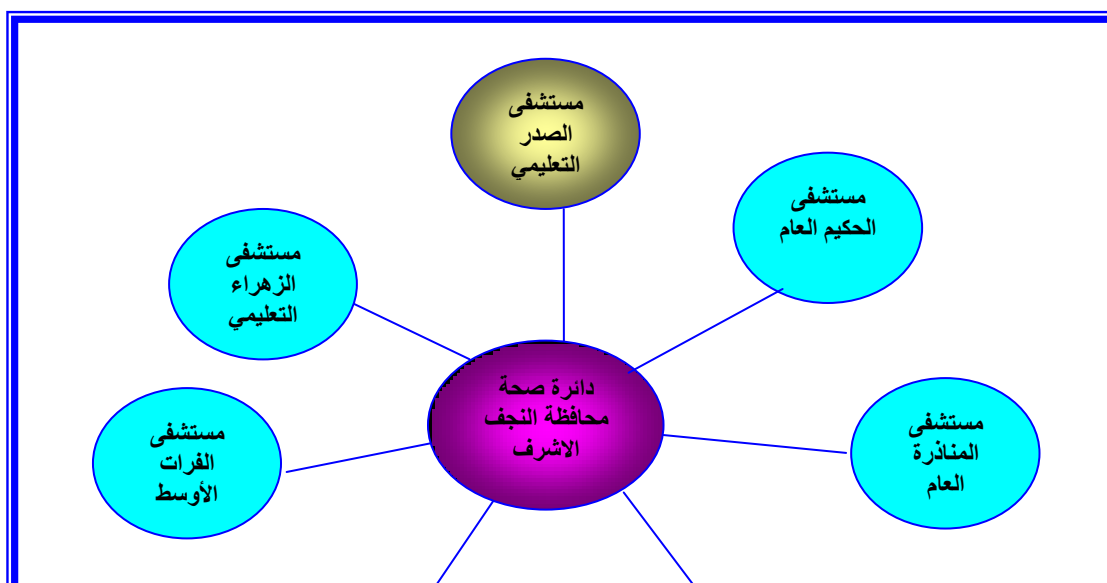 مستشفى
الصدر
التعليمي
مستشفى
الحكيم العام
مستشفى
الزهراء
التعليمي
دائرة صحة
محافظة النجف
الاشرف
مستشفى
المناذرة
العام
مستشفى
الفرات
الأوسط